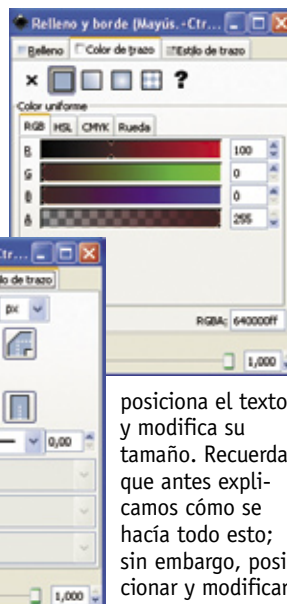 Relleno y borde (Mayús.-Ctr...
Relleno Color de trazo Estilo de trazo
?
Color uniforme
RGB HSL CMYK Rueda
R 100
G 0
B 0
A 255
RGBA: 640000ff
1,000
Ctr...
lo de trazo
px
0,00
1,000
posiciona el texto
y modifica su
tamaño. Recuerda
que antes expli-
camos cómo se
hacía todo esto;
sin embargo, posi
cionar y modificar